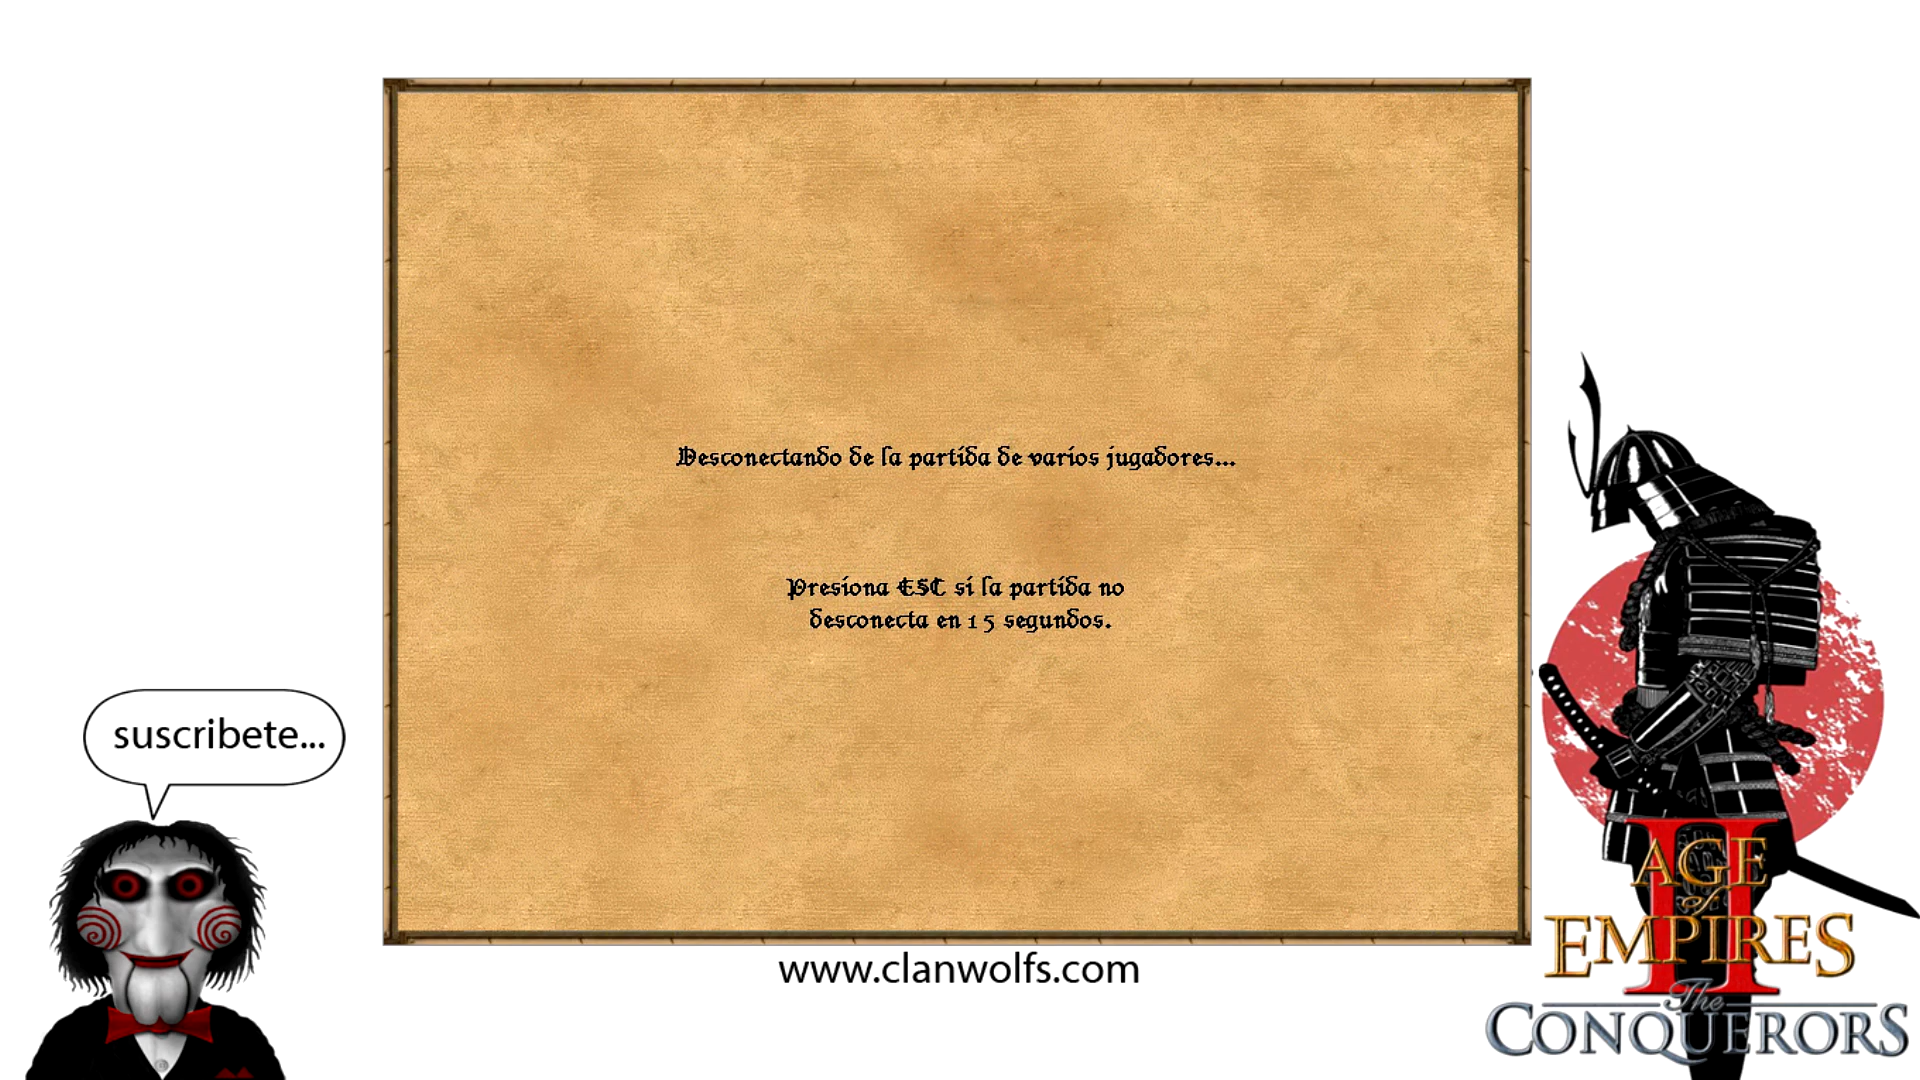 Desconectando de la partida de varios jugadores...
Presiona ESC si la partida no
desconecta en 15 segundos.
suscribete...
www.clanwolfs.com
II
AGE
of
EMPIRES
The
CONQUERORS